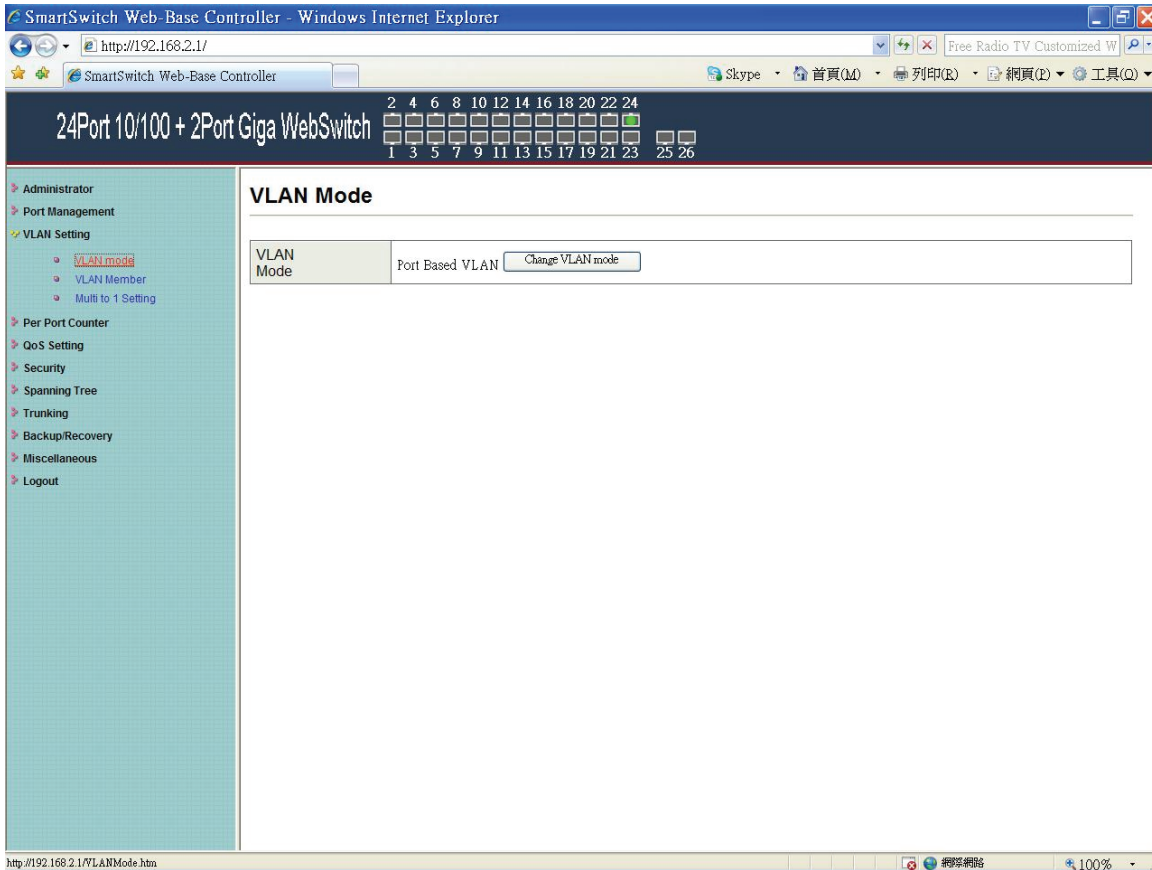 SmartSwitch Web-Base Controller - Windows Internet Explorer
http://192.168.2.1/
Free Radio TV Customized W
SmartSwitch Web-Base Controller
Skype 首頁(M) 列印(R) 網頁(P) 工具(O)
24Port 10/100 + 2Port Giga WebSwitch
2 4 6 8 10 12 14 16 18 20 22 24
1 3 5 7 9 11 13 15 17 19 21 23 25 26
Administrator
Port Management
VLAN Setting
VLAN mode
VLAN Member
Multi to 1 Setting
Per Port Counter
QoS Setting
Security
Spanning Tree
Trunking
Backup/Recovery
Miscellaneous
Logout
VLAN Mode
VLAN
Mode
Port Based VLAN Change VLAN mode
http://192.168.2.1/VLANMode.htm
網際網路
100%